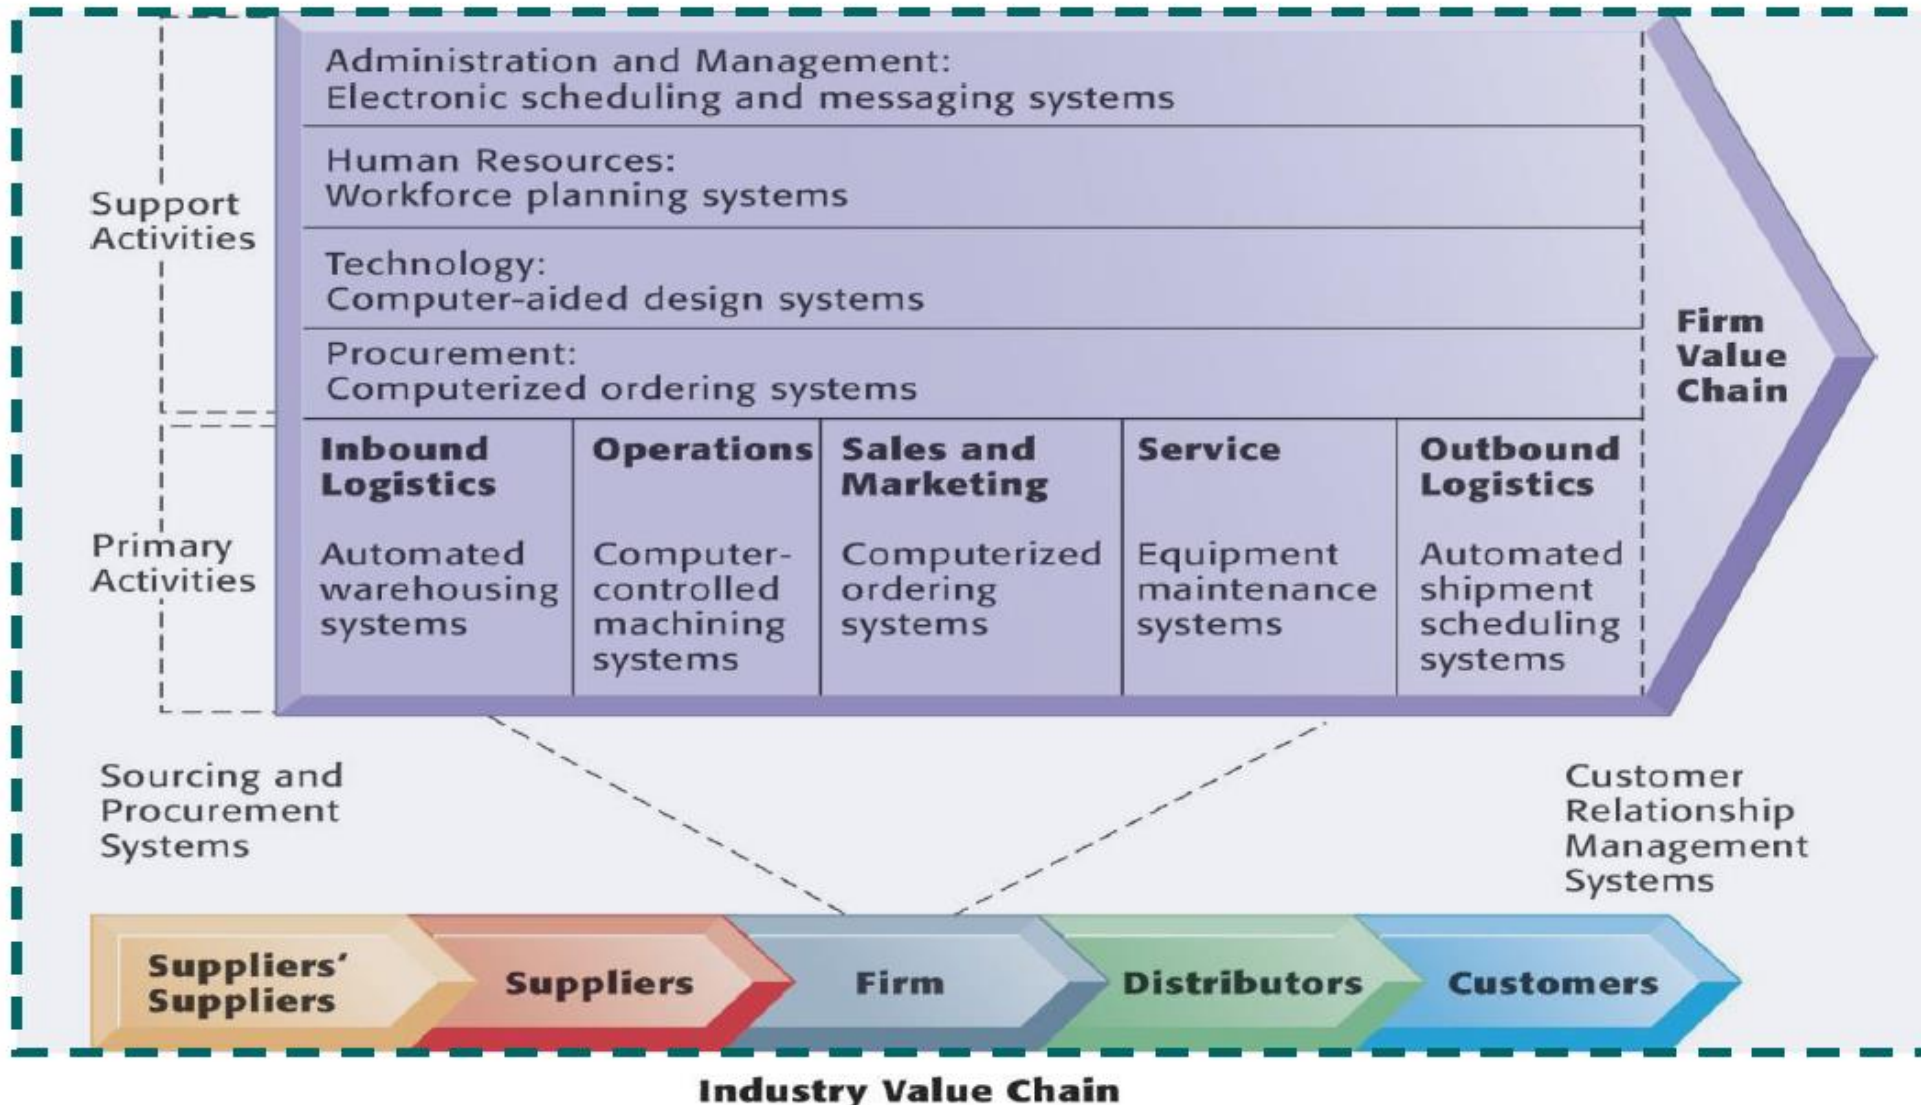 Administration and Management:
Electronic scheduling and messaging systems
Human Resources:
Workforce planning systems
Support
Activities
Technology:
Computer-aided design systems
Procurement:
Computerized ordering systems
Firm
Value
Chain
Inbound
Logistics
Automated
warehousing
systems
Operations
Computer-
controlled
machining
systems
Sales and
Marketing
Computerized
ordering
systems
Service
Equipment
maintenance
systems
Outbound
Logistics
Automated
shipment
scheduling
systems
Primary
Activities
Sourcing and
Procurement
Systems
Customer
Relationship
Management
Systems
Suppliers'
Suppliers
Suppliers
Firm
Distributors
Customers
Industry Value Chain